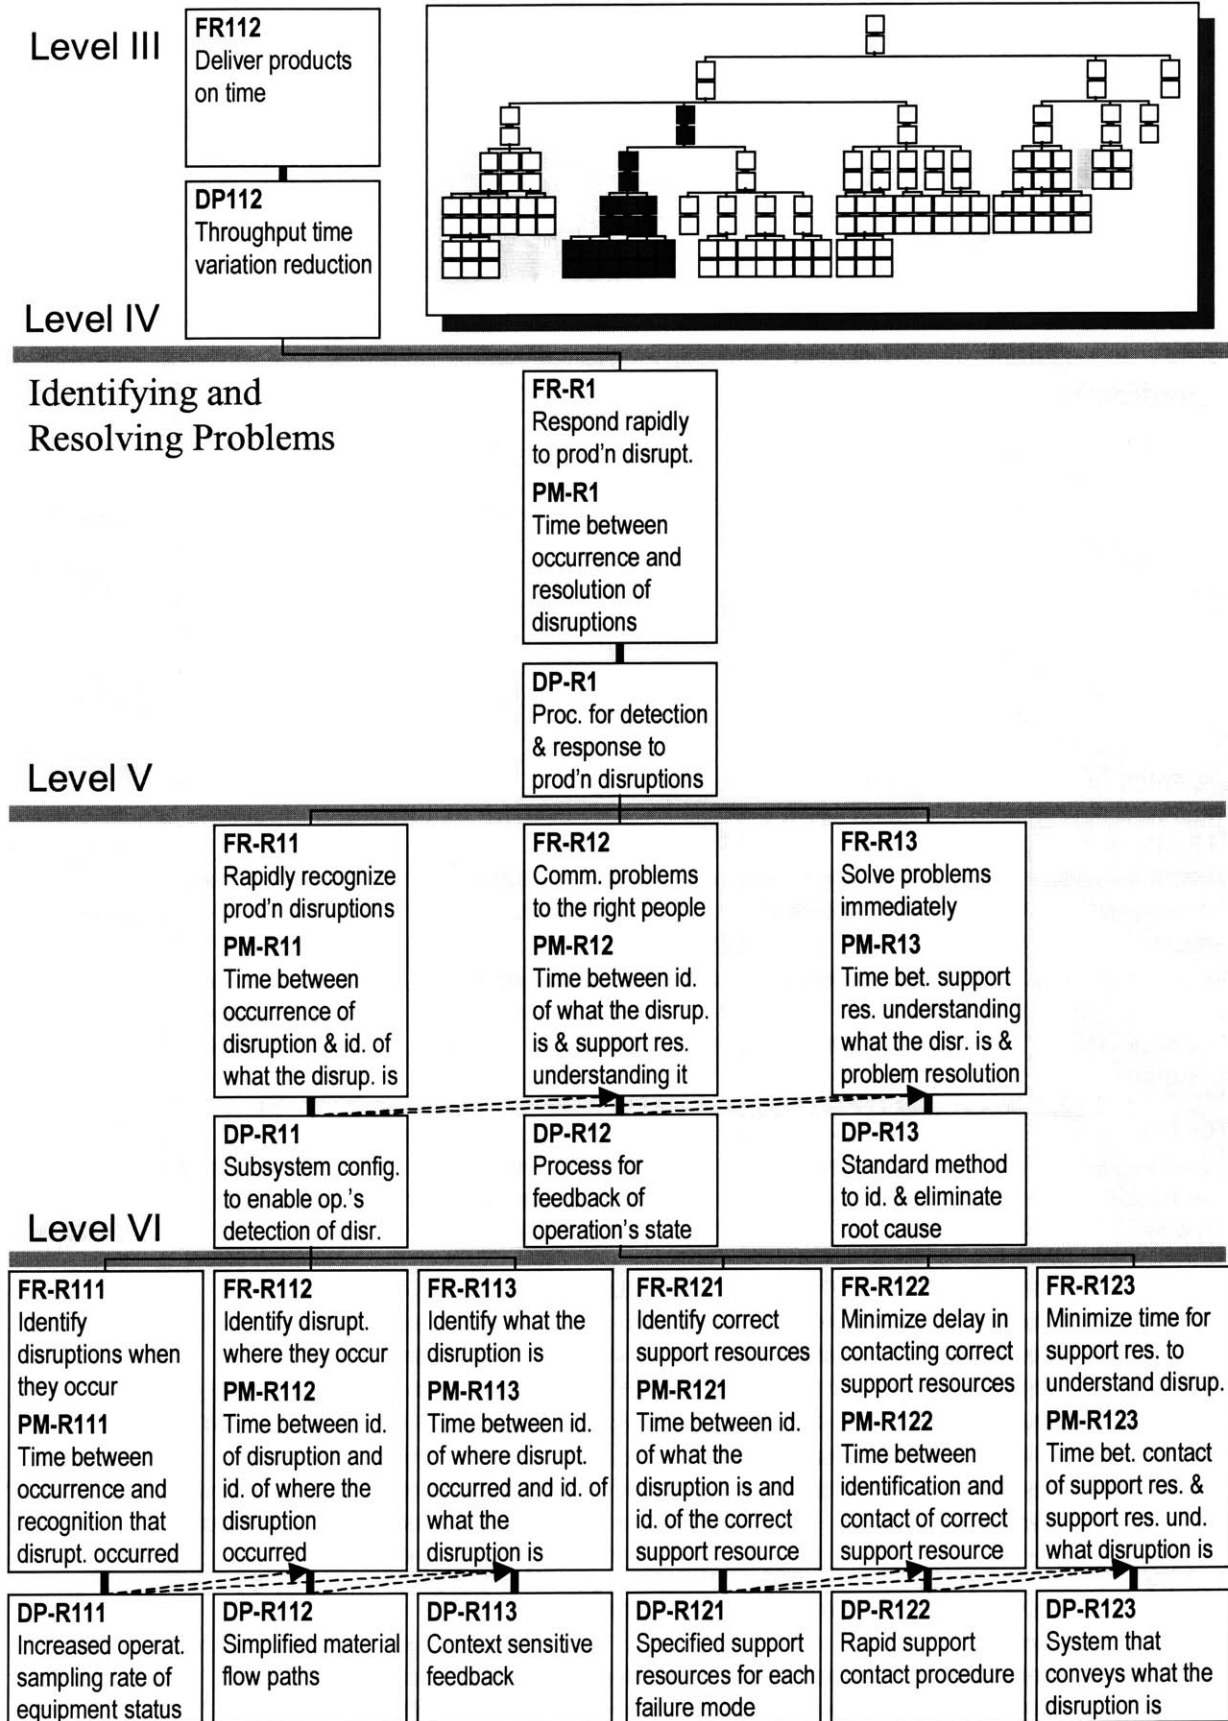 Level III
FR112
Deliver products
on time
DP112
Throughput time
variation reduction
Level IV
Identifying and
Resolving Problems
FR-R1
Respond rapidly
to prod'n disrupt.
PM-R1
Time between
occurrence and
resolution of
disruptions
DP-R1
Proc. for detection
& response to
prod'n disruptions
Level V
FR-R11
Rapidly recognize
prod'n disruptions
PM-R11
Time between
occurrence of
disruption & id. of
what the disrup. is
DP-R11
Subsystem config.
to enable op.'s
detection of disr.
FR-R12
Comm. problems
to the right people
PM-R12
Time between id.
of what the disrup.
is & support res.
understanding it
DP-R12
Process for
feedback of
operation's state
FR-R13
Solve problems
immediately
PM-R13
Time bet. support
res. understanding
what the disr. is &
problem resolution
DP-R13
Standard method
to id. & eliminate
root cause
Level VI
FR-R111
Identify
disruptions when
they occur
PM-R111
Time between
occurrence and
recognition that
disrupt. occurred
DP-R111
Increased operat.
sampling rate of
equipment status
FR-R112
Identify disrupt.
where they occur
PM-R112
Time between id.
of disruption and
id. of where the
disruption
occurred
DP-R112
Simplified material
flow paths
FR-R113
Identify what the
disruption is
PM-R113
Time between id.
of where disrupt.
occurred and id. of
what the
disruption is
DP-R113
Context sensitive
feedback
FR-R121
Identify correct
support resources
PM-R121
Time between id.
of what the
disruption is and
id. of the correct
support resource
DP-R121
Specified support
resources for each
failure mode
FR-R122
Minimize delay in
contacting correct
support resources
PM-R122
Time between
identification and
contact of correct
support resource
DP-R122
Rapid support
contact procedure
FR-R123
Minimize time for
support res. to
understand disrup.
PM-R123
Time bet. contact
of support res. &
support res. und.
what disruption is
DP-R123
System that
conveys what the
disruption is